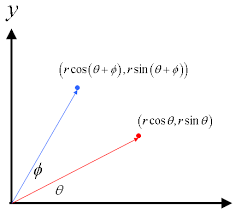 y
(r cos(θ + ϕ), r sin(θ + ϕ))
(r cos θ, r sin θ)
ϕ
θ